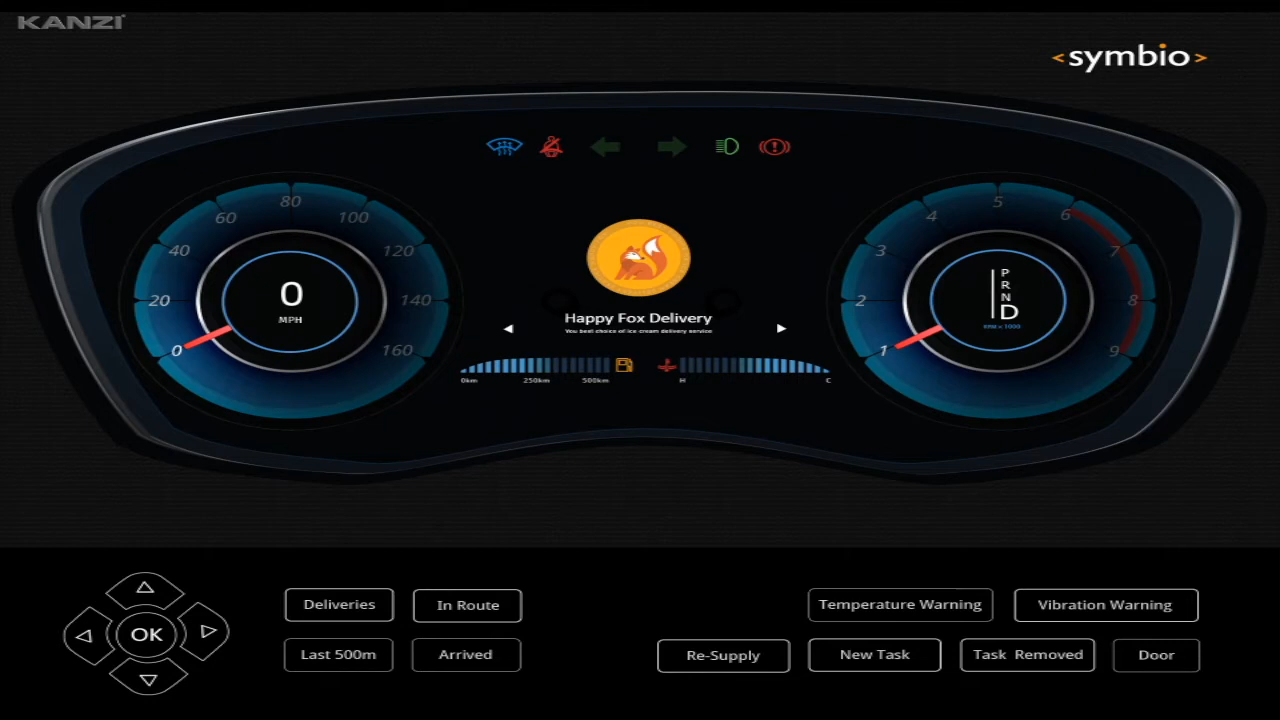 KANZI
<symbio>
80
60
100
40
120
20
140
0
160
0
MPH
5
4
6
3
7
2
8
1
9
P
R
N
D
RPM x 1000
Happy Fox Delivery
You best choice of ice cream delivery service
0km
250km
500km
H
C
OK
Deliveries
In Route
Last 500m
Arrived
Temperature Warning
Vibration Warning
Re-Supply
New Task
Task Removed
Door